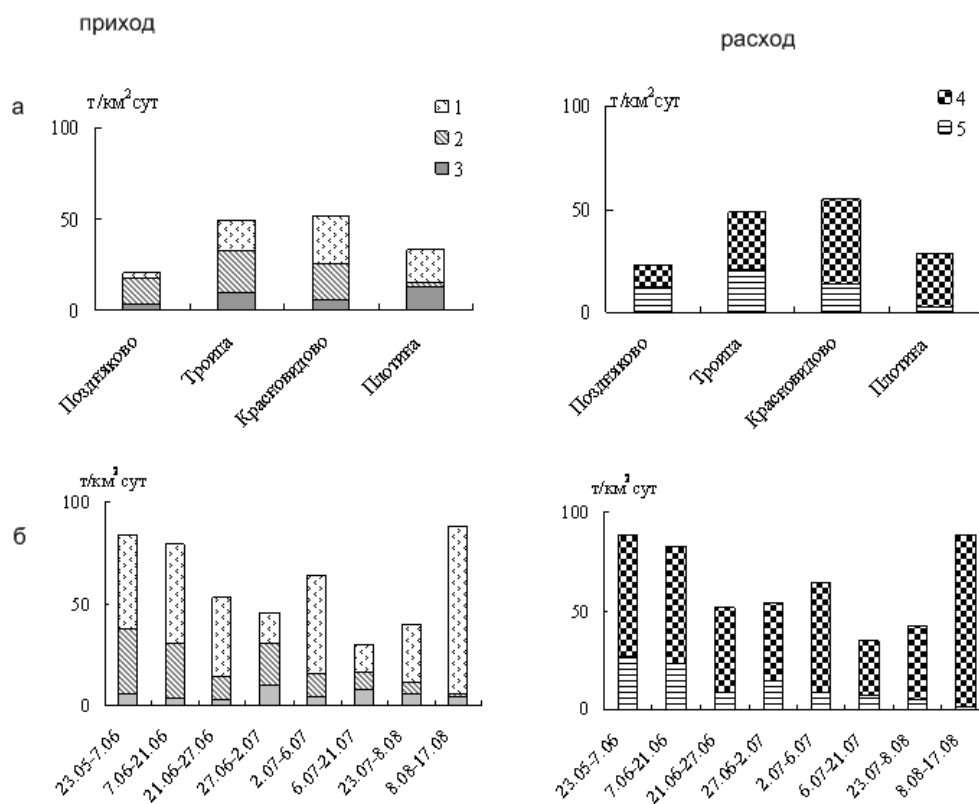 приход
расход
а
т/км²сут
100
50
0
1
2
3
Поздняково
Троица
Красновидово
Плотина
т/км²сут
100
50
0
4
5
Поздняково
Троица
Красновидово
Плотина
б
т/км²сут
100
50
0
23.05-7.06
7.06-21.06
21.06-27.06
27.06-2.07
2.07-6.07
6.07-21.07
23.07-8.08
8.08-17.08
т/км²сут
100
50
0
23.05-7.06
7.06-21.06
21.06-27.06
27.06-2.07
2.07-6.07
6.07-21.07
23.07-8.08
8.08-17.08